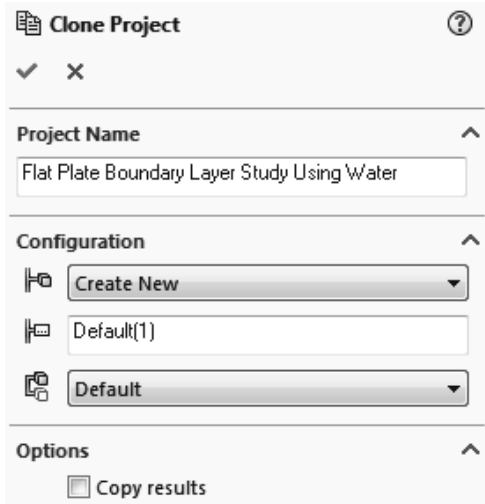 Clone Project
Project Name
Flat Plate Boundary Layer Study Using Water
Configuration
Create New
Default(1)
Default
Options
Copy results